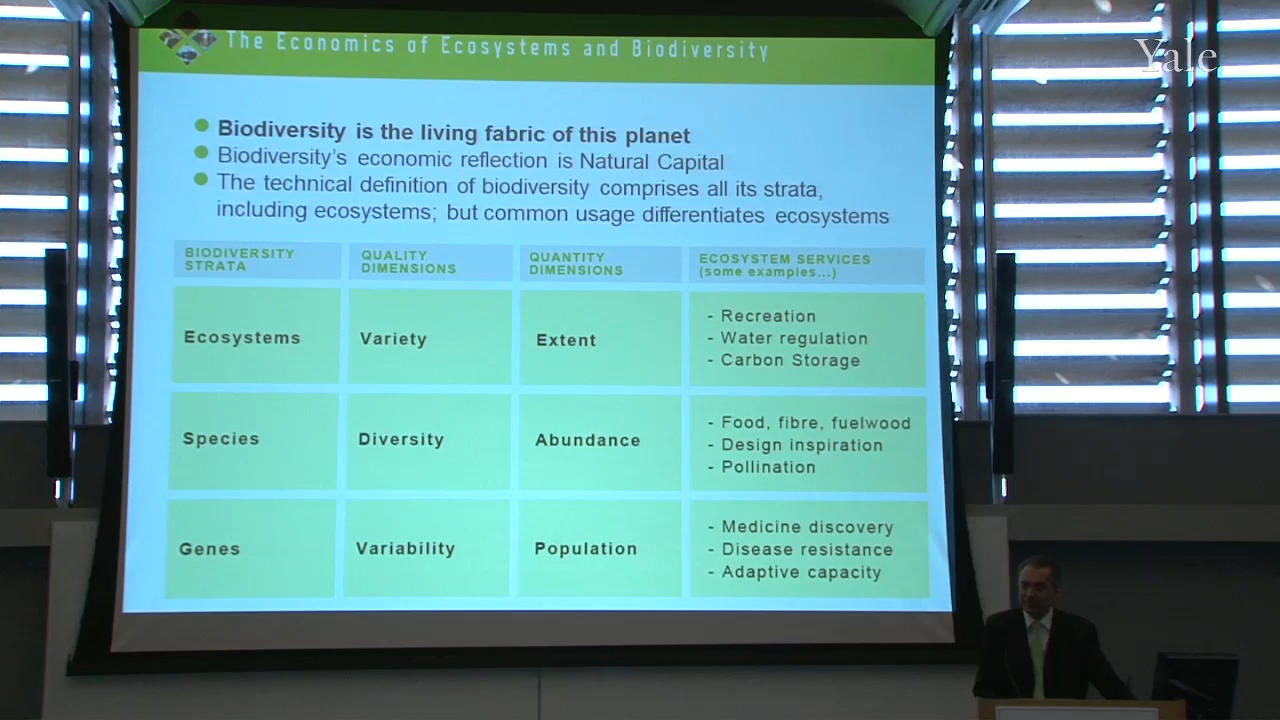 The Economics of Ecosystems and Biodiversity
Yale
Biodiversity is the living fabric of this planet
Biodiversity's economic reflection is Natural Capital
The technical definition of biodiversity comprises all its strata,
including ecosystems; but common usage differentiates ecosystems
BIODIVERSITY
STRATA
QUALITY
DIMENSIONS
QUANTITY
DIMENSIONS
ECOSYSTEM SERVICES
(some examples...)
Ecosystems
Variety
Extent
- Recreation
- Water regulation
- Carbon Storage
Species
Diversity
Abundance
- Food, fibre, fuelwood
- Design inspiration
- Pollination
Genes
Variability
Population
- Medicine discovery
- Disease resistance
- Adaptive capacity